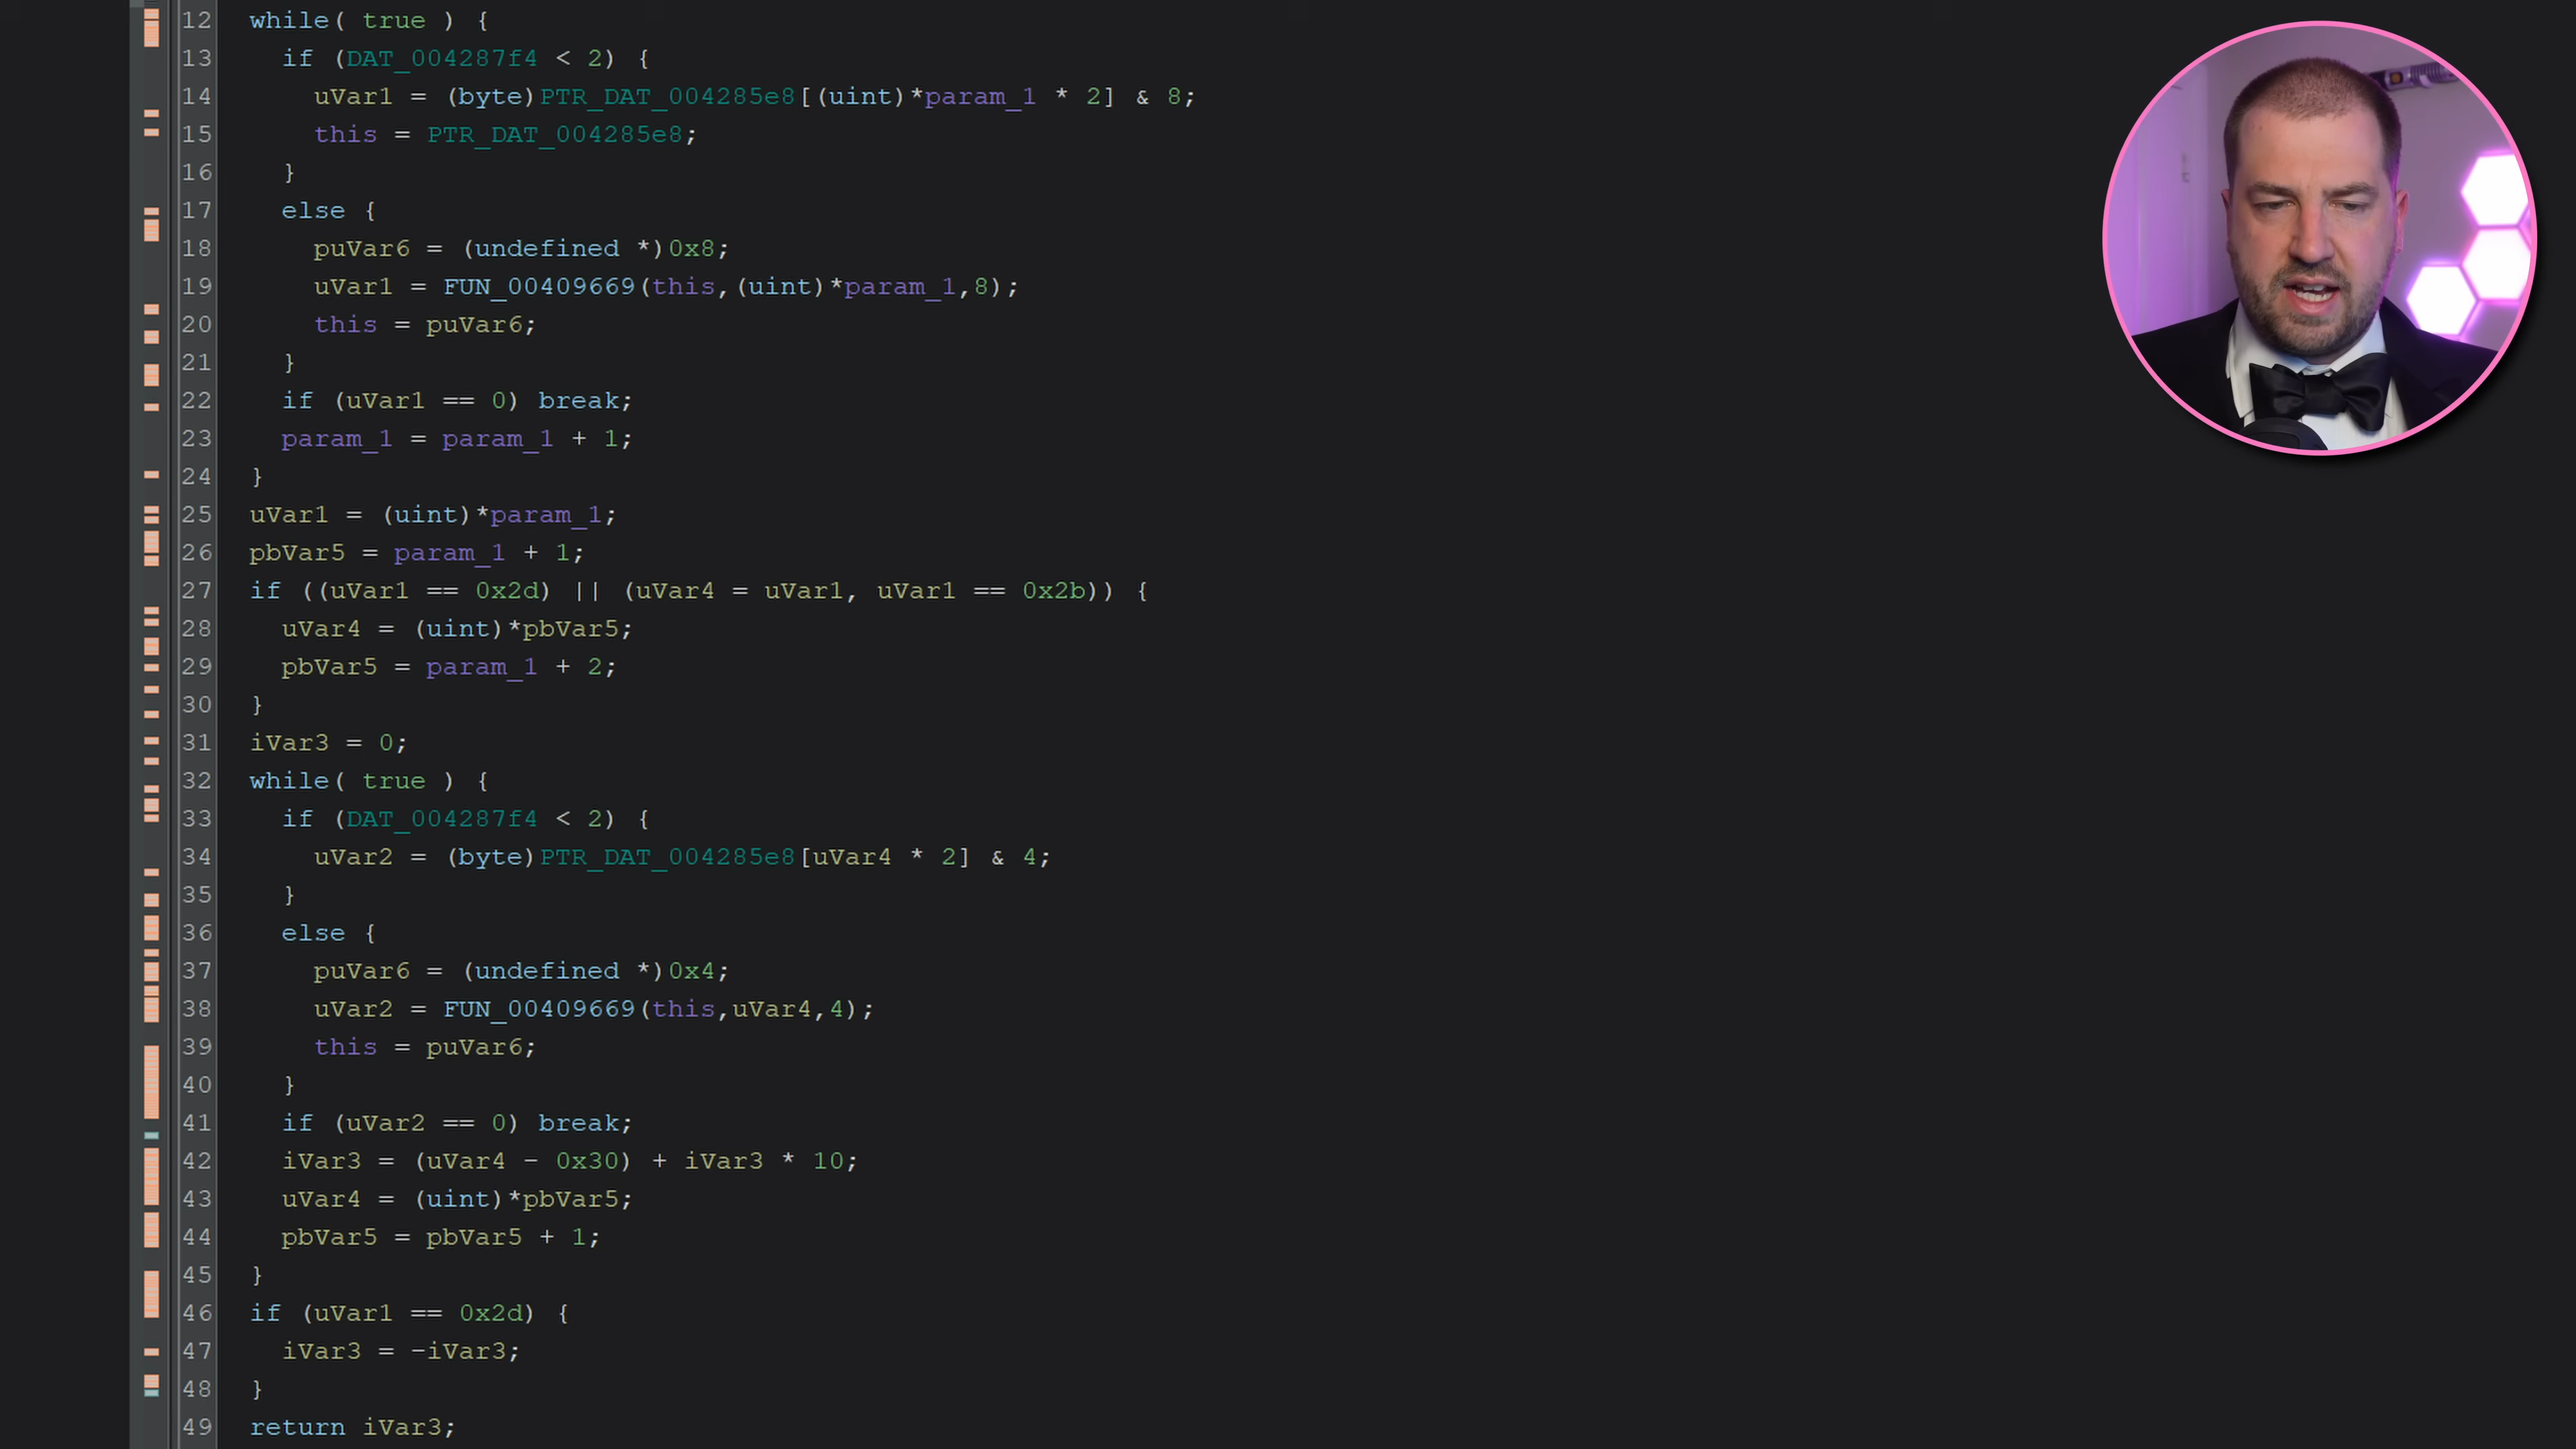 12 while( true ) {
13 if (DAT_004287f4 < 2) {
14 uVar1 = (byte)PTR_DAT_004285e8[(uint)*param_1 * 2] & 8;
15 this = PTR_DAT_004285e8;
16 }
17 else {
18 puVar6 = (undefined *)0x8;
19 uVar1 = FUN_00409669(this,(uint)*param_1,8);
20 this = puVar6;
21 }
22 if (uVar1 == 0) break;
23 param_1 = param_1 + 1;
24 }
25 uVar1 = (uint)*param_1;
26 pbVar5 = param_1 + 1;
27 if ((uVar1 == 0x2d) || (uVar4 = uVar1, uVar1 == 0x2b)) {
28 uVar4 = (uint)*pbVar5;
29 pbVar5 = param_1 + 2;
30 }
31 iVar3 = 0;
32 while( true ) {
33 if (DAT_004287f4 < 2) {
34 uVar2 = (byte)PTR_DAT_004285e8[uVar4 * 2] & 4;
35 }
36 else {
37 puVar6 = (undefined *)0x4;
38 uVar2 = FUN_00409669(this,uVar4,4);
39 this = puVar6;
40 }
41 if (uVar2 == 0) break;
42 iVar3 = (uVar4 - 0x30) + iVar3 * 10;
43 uVar4 = (uint)*pbVar5;
44 pbVar5 = pbVar5 + 1;
45 }
46 if (uVar1 == 0x2d) {
47 iVar3 = -iVar3;
48 }
49 return iVar3;